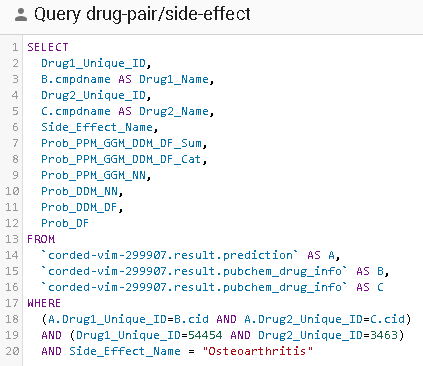 Query drug-pair/side-effect
1 SELECT
2 Drug1_Unique_ID,
3 B.cmpdname AS Drug1_Name,
4 Drug2_Unique_ID,
5 C.cmpdname AS Drug2_Name,
6 Side_Effect_Name,
7 Prob_PPM_GGM_DDM_DF_Sum,
8 Prob_PPM_GGM_DDM_DF_Cat,
9 Prob_PPM_GGM_NN,
10 Prob_DDM_NN,
11 Prob_DDM_DF,
12 Prob_DF
13 FROM
14 `corded-vim-299907.result.prediction` AS A,
15 `corded-vim-299907.result.pubchem_drug_info` AS B,
16 `corded-vim-299907.result.pubchem_drug_info` AS C
17 WHERE
18 (A.Drug1_Unique_ID=B.cid AND A.Drug2_Unique_ID=C.cid)
19 AND (Drug1_Unique_ID=54454 AND Drug2_Unique_ID=3463)
20 AND Side_Effect_Name = "Osteoarthritis"